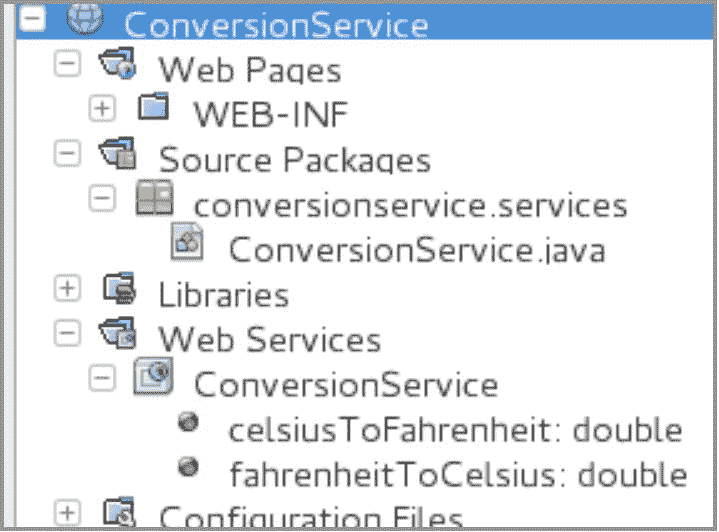 ConversionService
Web Pages
WEB-INF
Source Packages
conversionservice.services
ConversionService.java
Libraries
Web Services
ConversionService
celsiusToFahrenheit: double
fahrenheitToCelsius: double
Configuration Files